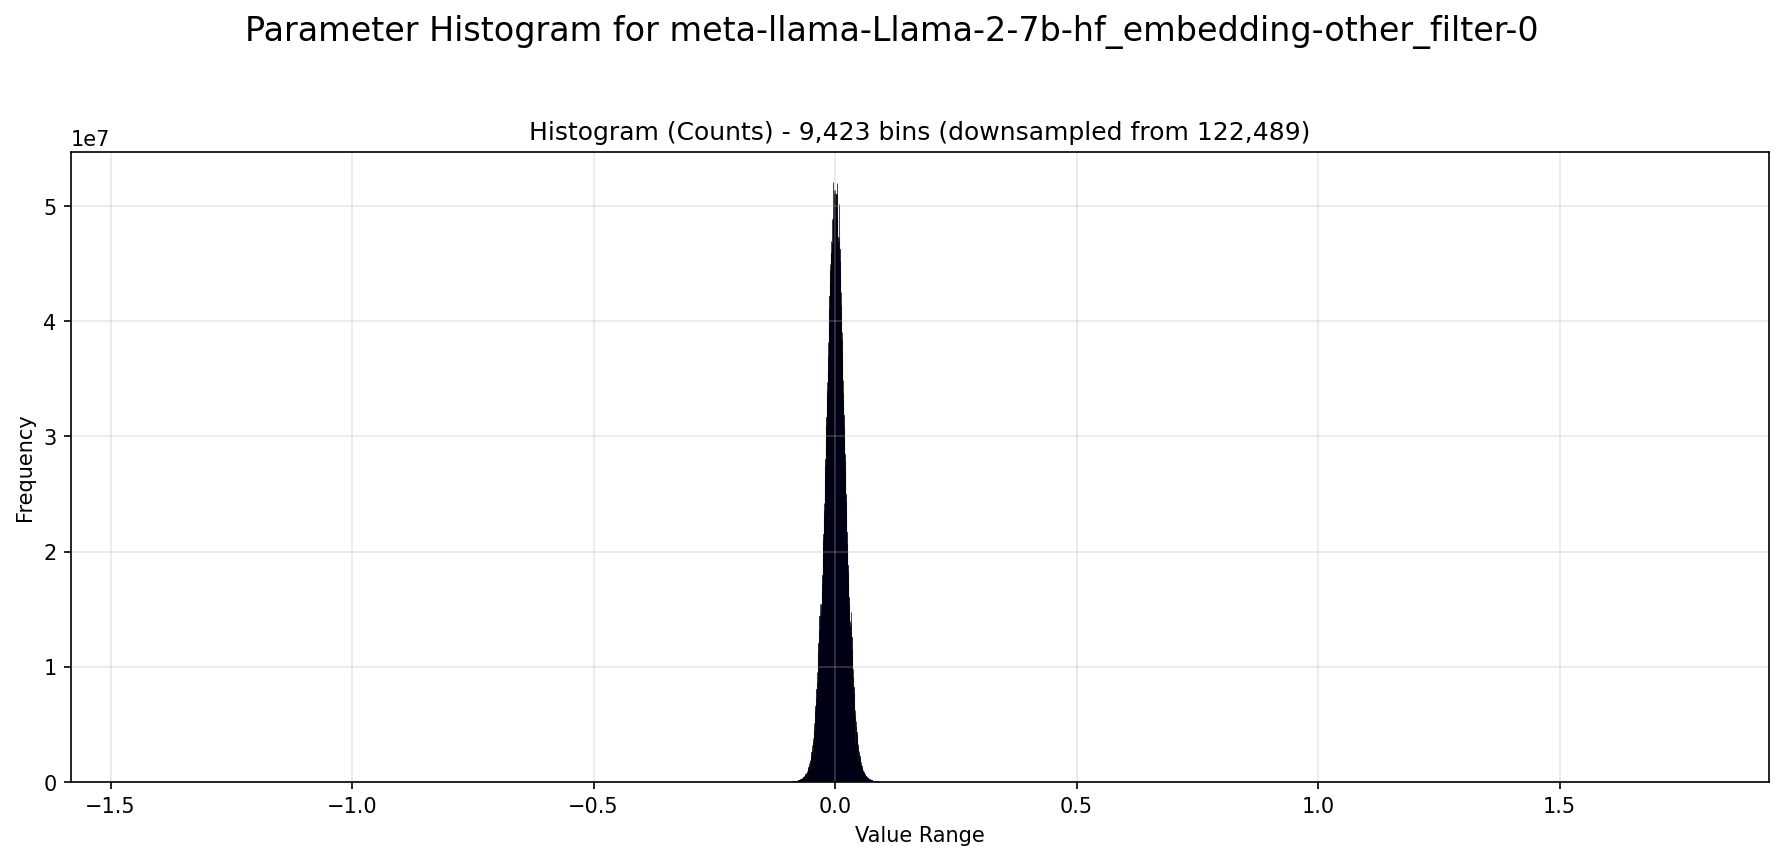 Parameter Histogram for meta-llama-Llama-2-7b-hf_embedding-other_filter-0
Histogram (Counts) - 9,423 bins (downsampled from 122,489)
1e7
5
4
3
2
1
0
Frequency
−1.5 −1.0 −0.5 0.0 0.5 1.0 1.5
Value Range